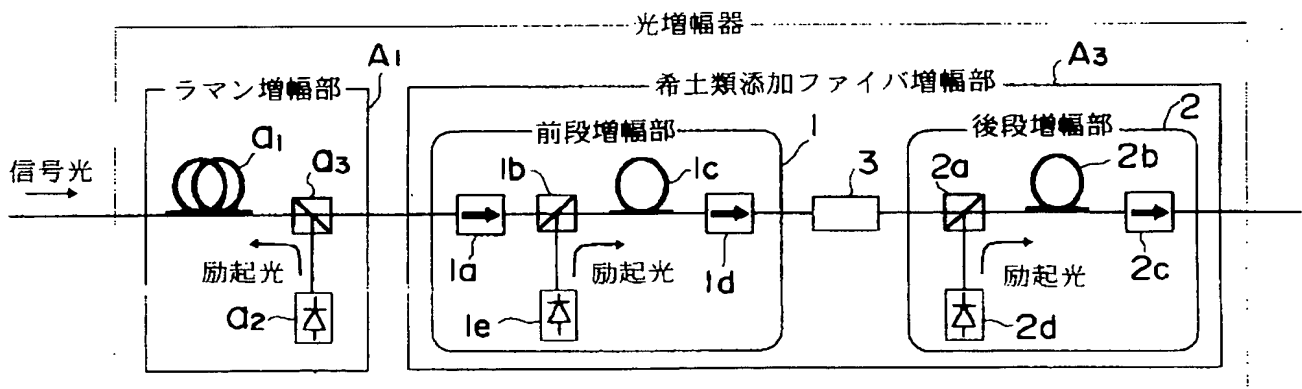 光増幅器
A1
ラマン増幅部
A3
希土類添加ファイバ増幅部
前段増幅部
1
後段増幅部
2
信号光
a1
a3
1b
1c
3
2a
2b
励起光
1a
励起光
1d
励起光
2c
a2
1e
2d